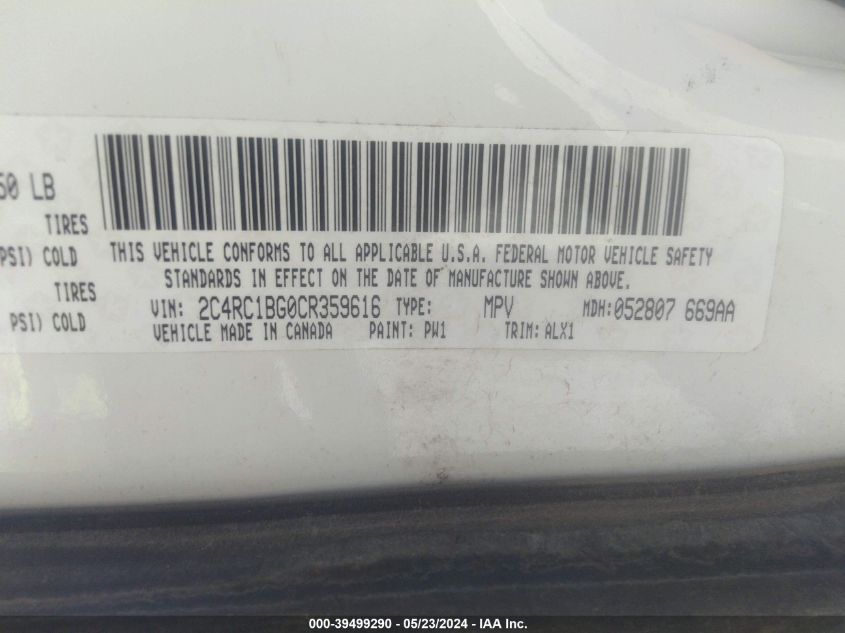 50 LB
TIRES
PSI) COLD
TIRES
PSI) COLD
THIS VEHICLE CONFORMS TO ALL APPLICABLE U.S.A. FEDERAL MOTOR VEHICLE SAFETY
STANDARDS IN EFFECT ON THE DATE OF MANUFACTURE SHOWN ABOVE.
VIN: 2C4RC1BG0CR359616 TYPE: MPV MDH:052807 669AA
VEHICLE MADE IN CANADA PAINT: PW1 TRIM: ALX1
000-39499290 - 05/23/2024 - IAA Inc.